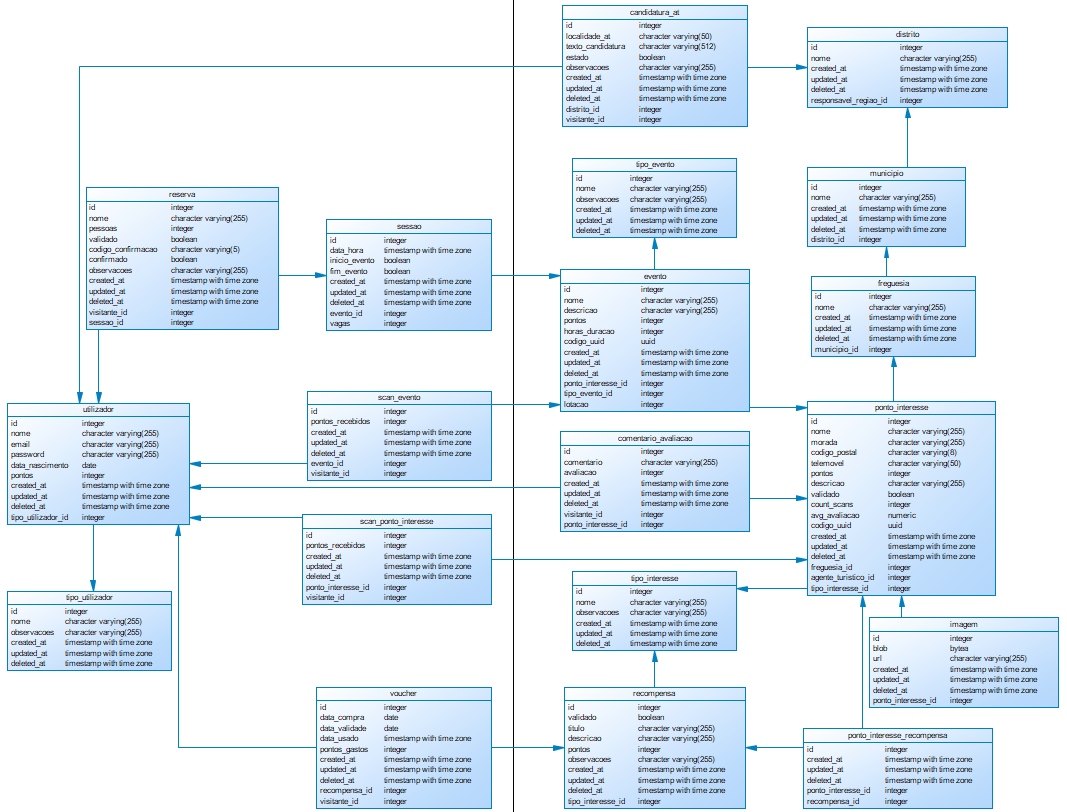 candidatura_at
id integer
localidade_at character varying(50)
texto_candidatura character varying(512)
estado boolean
observacoes character varying(255)
created_at timestamp with time zone
updated_at timestamp with time zone
deleted_at timestamp with time zone
distrito_id integer
visitante_id integer
distrito
id integer
nome character varying(255)
created_at timestamp with time zone
updated_at timestamp with time zone
deleted_at timestamp with time zone
responsavel_regiao_id integer
tipo_evento
id integer
nome character varying(255)
observacoes character varying(255)
created_at timestamp with time zone
updated_at timestamp with time zone
deleted_at timestamp with time zone
municipio
id integer
nome character varying(255)
created_at timestamp with time zone
updated_at timestamp with time zone
deleted_at timestamp with time zone
distrito_id integer
reserva
id integer
nome character varying(255)
pessoas integer
validado boolean
codigo_confirmacao character varying(5)
confirmado boolean
observacoes character varying(255)
created_at timestamp with time zone
updated_at timestamp with time zone
deleted_at timestamp with time zone
visitante_id integer
sessao_id integer
sessao
id integer
data_hora timestamp with time zone
inicio_evento boolean
fim_evento boolean
created_at timestamp with time zone
updated_at timestamp with time zone
deleted_at timestamp with time zone
evento_id integer
vagas integer
evento
id integer
nome character varying(255)
descricao character varying(255)
pontos integer
horas_duracao integer
codigo_uuid uuid
created_at timestamp with time zone
updated_at timestamp with time zone
deleted_at timestamp with time zone
ponto_interesse_id integer
tipo_evento_id integer
lotacao integer
freguesia
id integer
nome character varying(255)
created_at timestamp with time zone
updated_at timestamp with time zone
deleted_at timestamp with time zone
municipio_id integer
utilizador
id integer
nome character varying(255)
email character varying(255)
password character varying(255)
data_nascimento date
pontos integer
created_at timestamp with time zone
updated_at timestamp with time zone
deleted_at timestamp with time zone
tipo_utilizador_id integer
scan_evento
id integer
pontos_recebidos integer
created_at timestamp with time zone
updated_at timestamp with time zone
deleted_at timestamp with time zone
evento_id integer
visitante_id integer
comentario_avaliacao
id integer
comentario character varying(255)
avaliacao integer
created_at timestamp with time zone
updated_at timestamp with time zone
deleted_at timestamp with time zone
visitante_id integer
ponto_interesse_id integer
ponto_interesse
id integer
nome character varying(255)
morada character varying(255)
codigo_postal character varying(8)
telemovel character varying(50)
pontos integer
descricao character varying(255)
validado boolean
count_scans integer
avg_avaliacao numeric
codigo_uuid uuid
created_at timestamp with time zone
updated_at timestamp with time zone
deleted_at timestamp with time zone
freguesia_id integer
agente_turistico_id integer
tipo_interesse_id integer
scan_ponto_interesse
id integer
pontos_recebidos integer
created_at timestamp with time zone
updated_at timestamp with time zone
deleted_at timestamp with time zone
ponto_interesse_id integer
visitante_id integer
tipo_interesse
id integer
nome character varying(255)
observacoes character varying(255)
created_at timestamp with time zone
updated_at timestamp with time zone
deleted_at timestamp with time zone
tipo_utilizador
id integer
nome character varying(255)
observacoes character varying(255)
created_at timestamp with time zone
updated_at timestamp with time zone
deleted_at timestamp with time zone
imagem
id integer
blob bytea
url character varying(255)
created_at timestamp with time zone
updated_at timestamp with time zone
deleted_at timestamp with time zone
ponto_interesse_id integer
voucher
id integer
data_compra date
data_validade date
data_usado timestamp with time zone
pontos_gastos integer
created_at timestamp with time zone
updated_at timestamp with time zone
deleted_at timestamp with time zone
recompensa_id integer
visitante_id integer
recompensa
id integer
validado boolean
titulo character varying(255)
descricao character varying(255)
pontos integer
observacoes character varying(255)
created_at timestamp with time zone
updated_at timestamp with time zone
deleted_at timestamp with time zone
tipo_interesse_id integer
ponto_interesse_recompensa
id integer
created_at timestamp with time zone
updated_at timestamp with time zone
deleted_at timestamp with time zone
ponto_interesse_id integer
recompensa_id integer